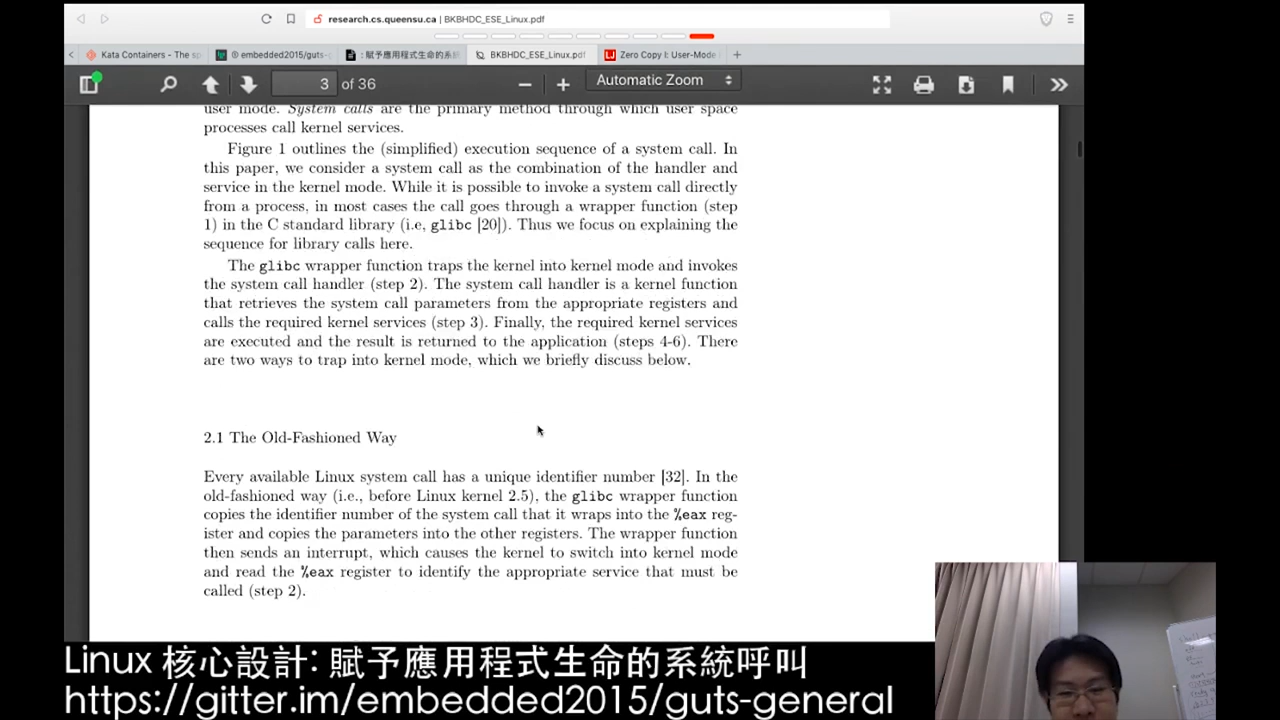 research.cs.queensu.ca | BKBHDC_ESE_Linux.pdf
Kata Containers - The sp
embedded2015/guts-
: 賦予應用程式生命的系統
BKBHDC_ESE_Linux.pdf
Zero Copy I: User-Mode
3 of 36
Automatic Zoom
user mode. System calls are the primary method through which user space
processes call kernel services.
Figure 1 outlines the (simplified) execution sequence of a system call. In
this paper, we consider a system call as the combination of the handler and
service in the kernel mode. While it is possible to invoke a system call directly
from a process, in most cases the call goes through a wrapper function (step
1) in the C standard library (i.e, glibc [20]). Thus we focus on explaining the
sequence for library calls here.
The glibc wrapper function traps the kernel into kernel mode and invokes
the system call handler (step 2). The system call handler is a kernel function
that retrieves the system call parameters from the appropriate registers and
calls the required kernel services (step 3). Finally, the required kernel services
are executed and the result is returned to the application (steps 4-6). There
are two ways to trap into kernel mode, which we briefly discuss below.
2.1 The Old-Fashioned Way
Every available Linux system call has a unique identifier number [32]. In the
old-fashioned way (i.e., before Linux kernel 2.5), the glibc wrapper function
copies the identifier number of the system call that it wraps into the %eax reg-
ister and copies the parameters into the other registers. The wrapper function
then sends an interrupt, which causes the kernel to switch into kernel mode
and read the %eax register to identify the appropriate service that must be
called (step 2).
Linux 核心設計: 賦予應用程式生命的系統呼叫
https://gitter.im/embedded2015/guts-general